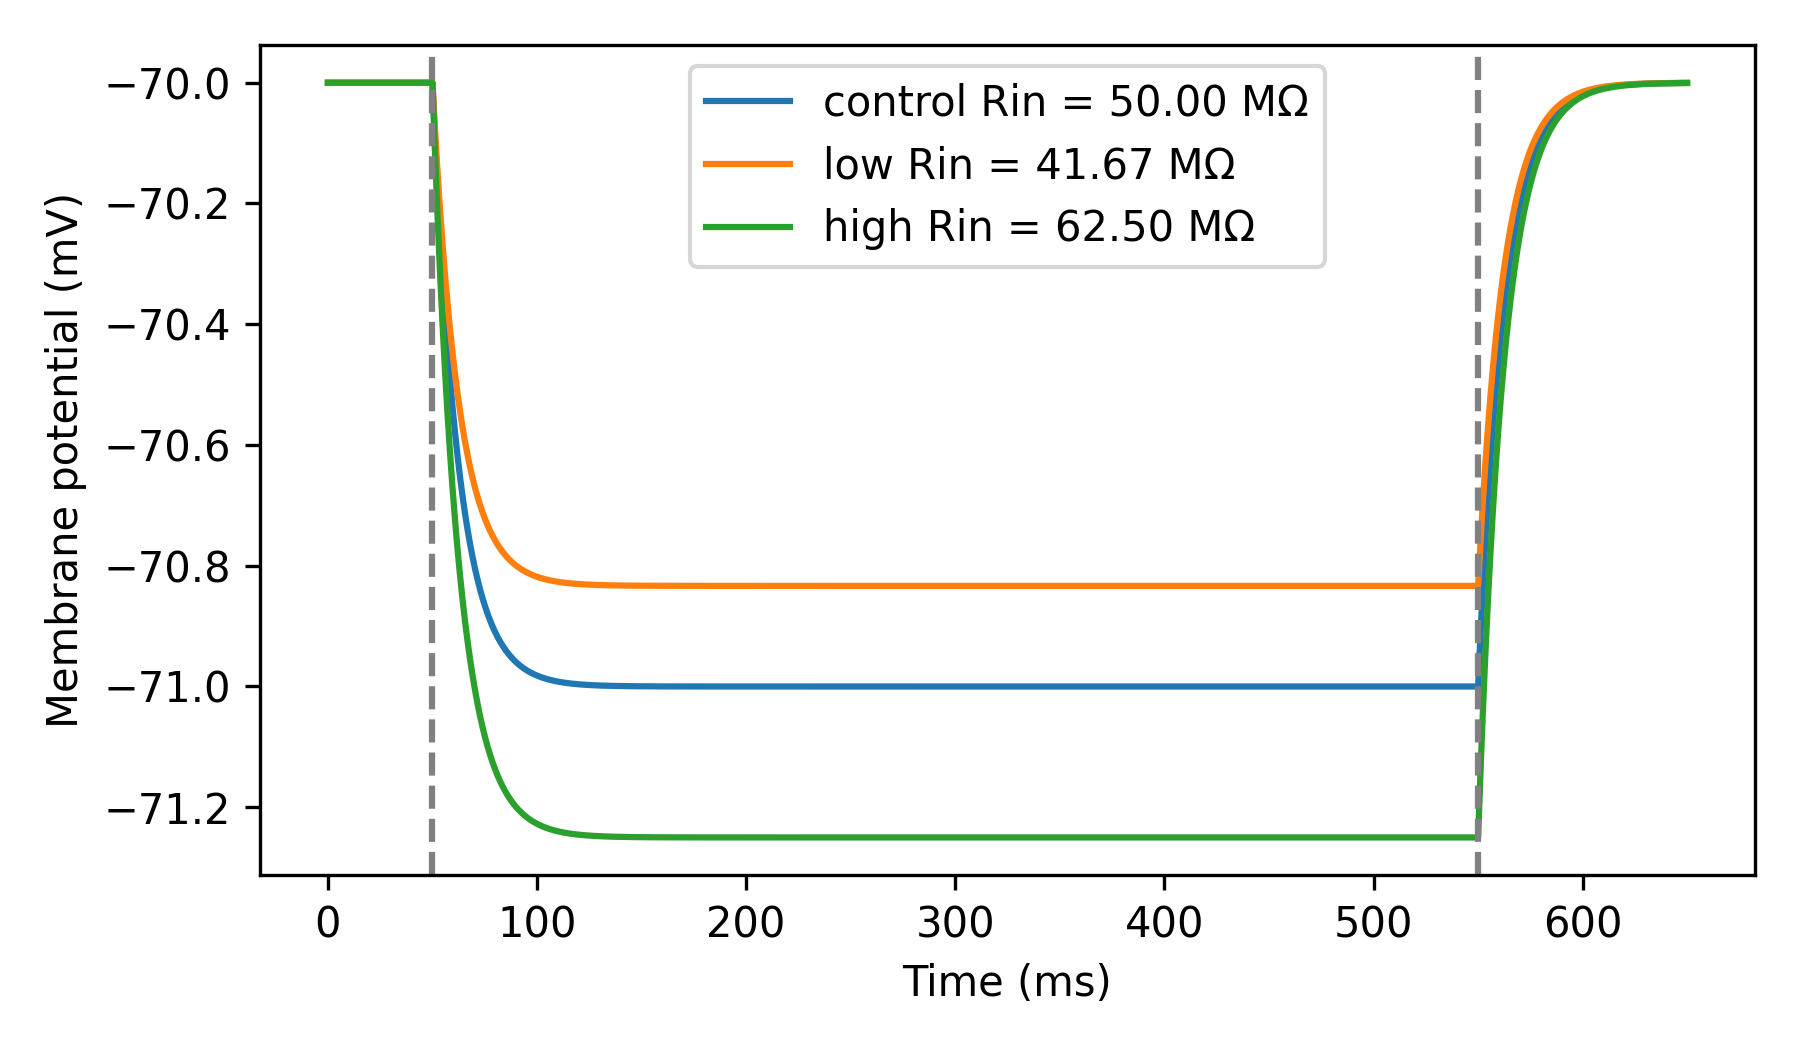 −70.0
−70.2
−70.4
−70.6
−70.8
−71.0
−71.2
Membrane potential (mV)
control Rin = 50.00 MΩ
low Rin = 41.67 MΩ
high Rin = 62.50 MΩ
0 100 200 300 400 500 600
Time (ms)